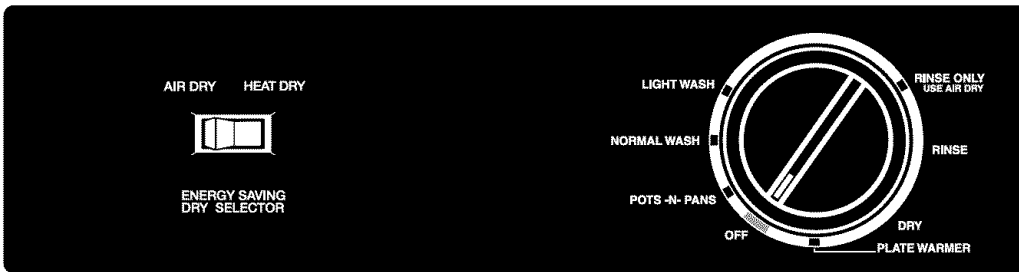 AIR DRY HEAT DRY
ENERGY SAVING
DRY SELECTOR
LIGHT WASH
NORMAL WASH
POTS -N- PANS
OFF
RINSE ONLY
USE AIR DRY
RINSE
DRY
PLATE WARMER